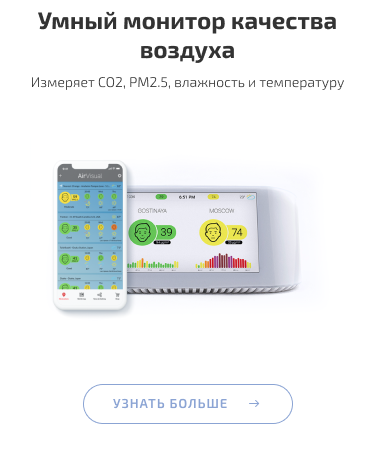 Умный монитор качества
воздуха
Измеряет CO2, PM2.5, влажность и температуру
AirVisual
8:51 PM
GOSTINAYA
MOSCOW
39
74
УЗНАТЬ БОЛЬШЕ →